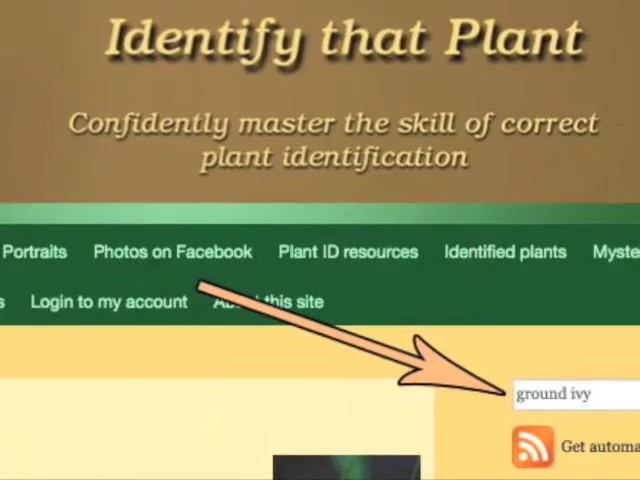 Identify that Plant
Confidently master the skill of correct
plant identification
Portraits Photos on Facebook Plant ID resources Identified plants
Login to my account this site
ground ivy
Get